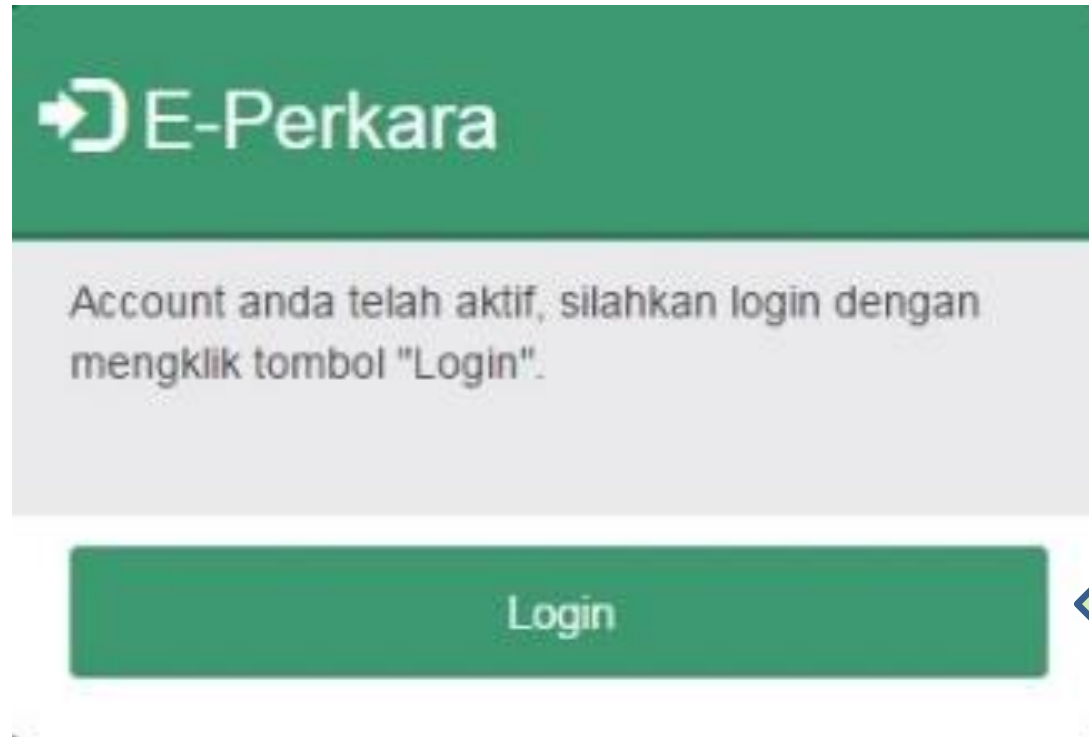 E-Perkara
Account anda telah aktif, silahkan login dengan
mengklik tombol "Login".
Login